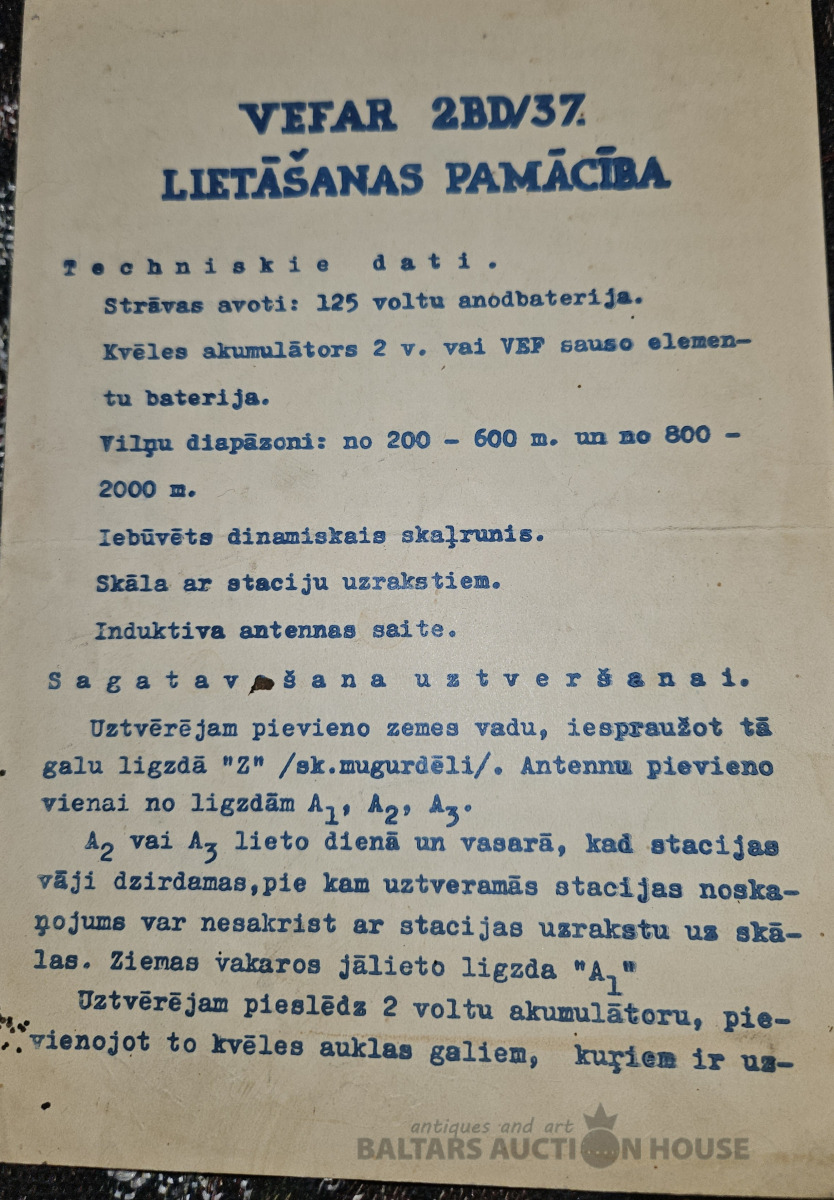 VEFAR 2BD/37.
LIETĀŠANAS PAMĀCĪBA
Techniskie dati.
Strāvas avoti: 125 voltu anodbaterija.
Kvēles akumulātors 2 v. vai VEF sauso elemen-
tu baterija.
Viļņu diapāzoni: no 200 - 600 m. un no 800 -
2000 m.
Iebūvēts dinamiskais skaļrunis.
Skāla ar staciju uzrakstiem.
Induktiva antennas saite.
Sagatavošana uztveršanai.
Uztvērējam pievieno zemes vadu, iespraužot tā
galu ligzdā "Z" /sk.mugurdēli/. Antennu pievieno
vienai no ligzdām A₁, A₂, A₃.
A₂ vai A₃ lieto dienā un vasarā, kad stacijas
vāji dzirdamas,pie kam uztveramās stacijas noska-
ņojums var nesakrist ar stacijas uzrakstu uz skā-
las. Ziemas vakaros jālieto ligzda "A₁"
Uztvērējam pieslēdz 2 voltu akumulātoru, pie-
vienojot to kvēles auklas galiem, kuŗiem ir uz-
antiques and art
BALTARS AUCTION HOUSE